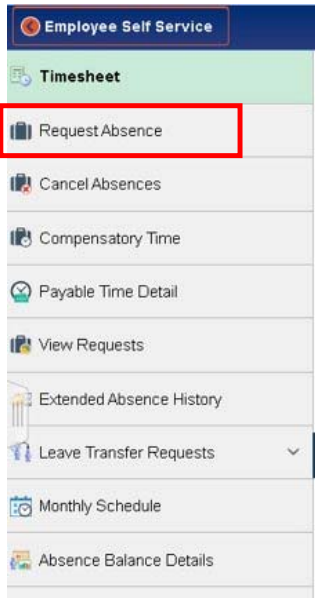 Employee Self Service
Timesheet
Request Absence
Cancel Absences
Compensatory Time
Payable Time Detail
View Requests
Extended Absence History
Leave Transfer Requests
Monthly Schedule
Absence Balance Details